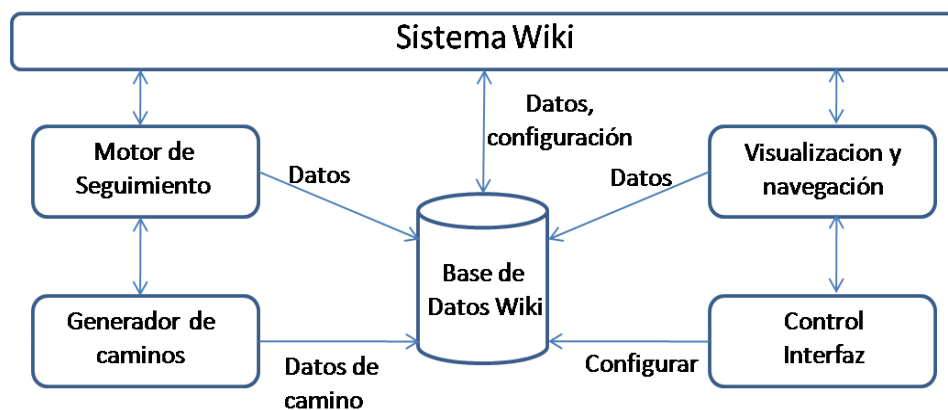 Sistema Wiki
Datos,
configuración
Motor de
Seguimiento
Visualizacion y
navegación
Datos
Datos
Base de
Datos Wiki
Generador de
caminos
Control
Interfaz
Datos de
camino
Configurar